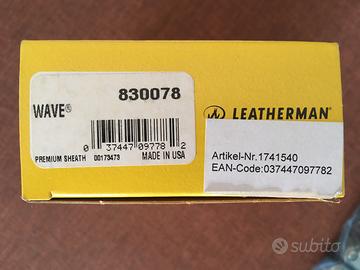 WAVE® 830078
0 37447 09778 2
PREMIUM SHEATH 00173473 MADE IN USA
LEATHERMAN®
Artikel-Nr.1741540
EAN-Code:037447097782
subito